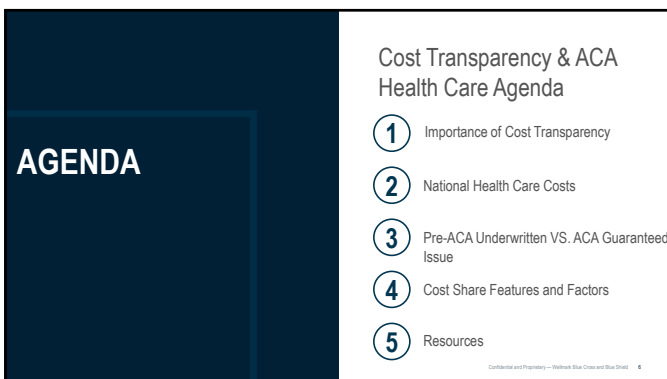 AGENDA
Cost Transparency & ACA
Health Care Agenda
1 Importance of Cost Transparency
2 National Health Care Costs
3 Pre-ACA Underwritten VS. ACA Guaranteed
Issue
4 Cost Share Features and Factors
5 Resources
Confidential and Proprietary — Wellmark Blue Cross and Blue Shield 6